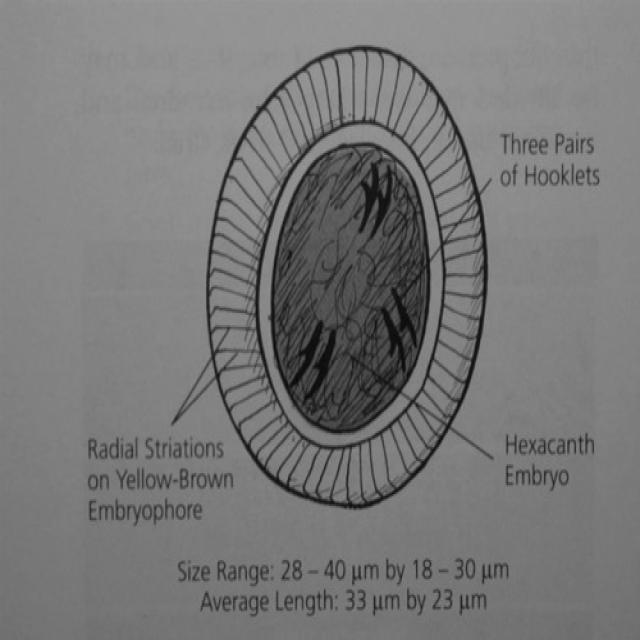 Three Pairs
of Hooklets
Radial Striations
on Yellow-Brown
Embryophore
Hexacanth
Embryo
Size Range: 28 – 40 µm by 18 – 30 µm
Average Length: 33 µm by 23 µm